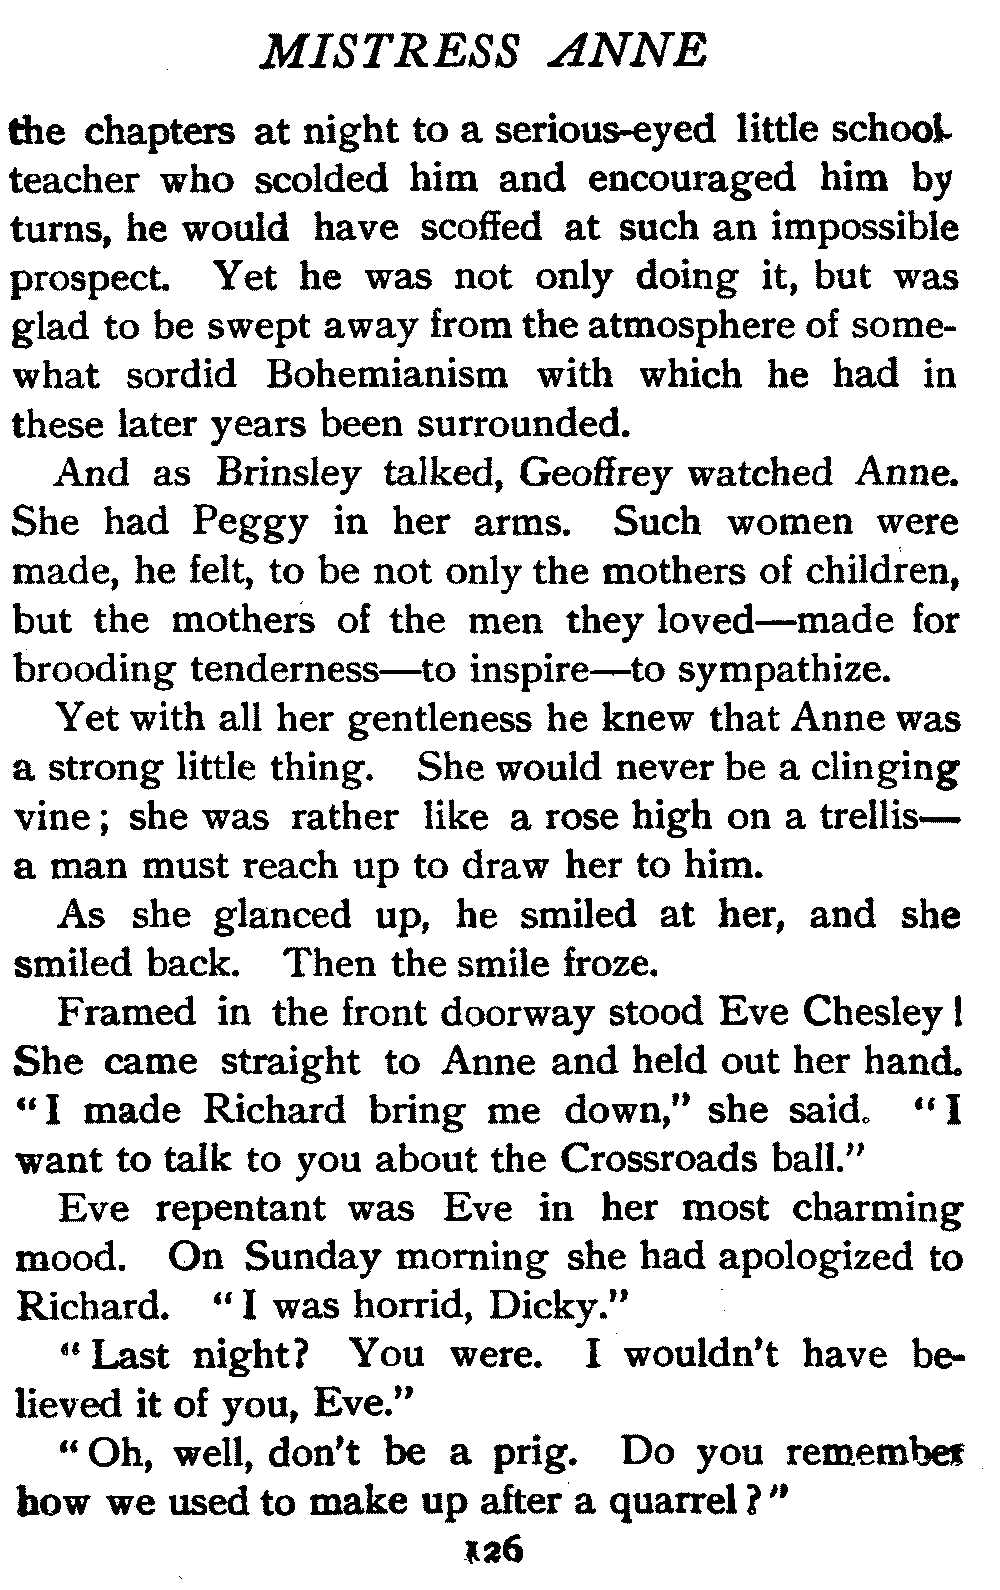 MISTRESS ANNE
the chapters at night to a serious-eyed little school-
teacher who scolded him and encouraged him by
turns, he would have scoffed at such an impossible
prospect. Yet he was not only doing it, but was
glad to be swept away from the atmosphere of some-
what sordid Bohemianism with which he had in
these later years been surrounded.
And as Brinsley talked, Geoffrey watched Anne.
She had Peggy in her arms. Such women were
made, he felt, to be not only the mothers of children,
but the mothers of the men they loved—made for
brooding tenderness—to inspire—to sympathize.
Yet with all her gentleness he knew that Anne was
a strong little thing. She would never be a clinging
vine; she was rather like a rose high on a trellis—
a man must reach up to draw her to him.
As she glanced up, he smiled at her, and she
smiled back. Then the smile froze.
Framed in the front doorway stood Eve Chesley!
She came straight to Anne and held out her hand.
“I made Richard bring me down,” she said. “I
want to talk to you about the Crossroads ball.”
Eve repentant was Eve in her most charming
mood. On Sunday morning she had apologized to
Richard. “I was horrid, Dicky.”
“Last night? You were. I wouldn't have be-
lieved it of you, Eve.”
“Oh, well, don't be a prig. Do you remember
how we used to make up after a quarrel?”
126